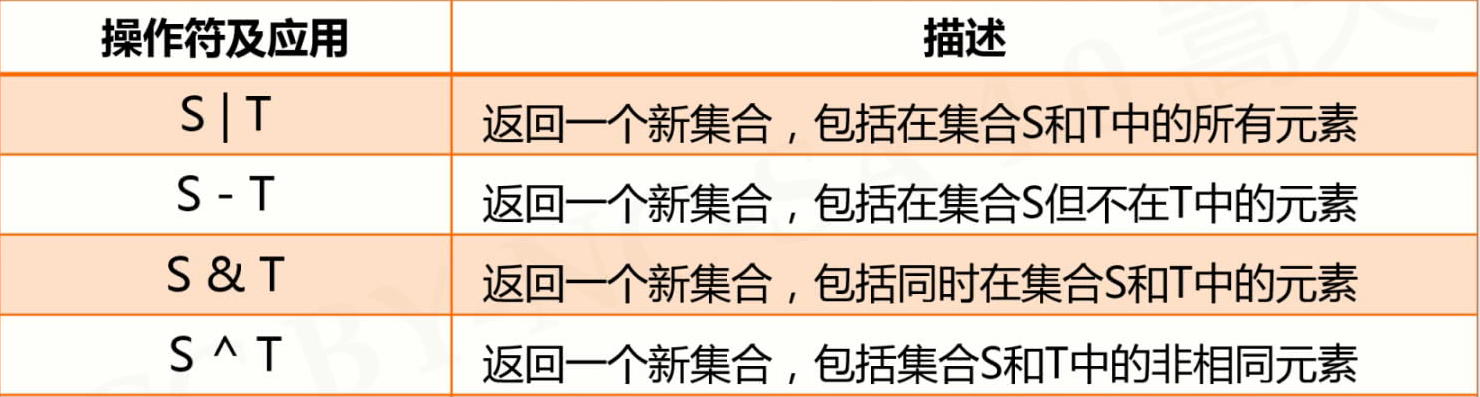 操作符及应用 描述
S | T 返回一个新集合，包括在集合S和T中的所有元素
S - T 返回一个新集合，包括在集合S但不在T中的元素
S & T 返回一个新集合，包括同时在集合S和T中的元素
S ^ T 返回一个新集合，包括集合S和T中的非相同元素